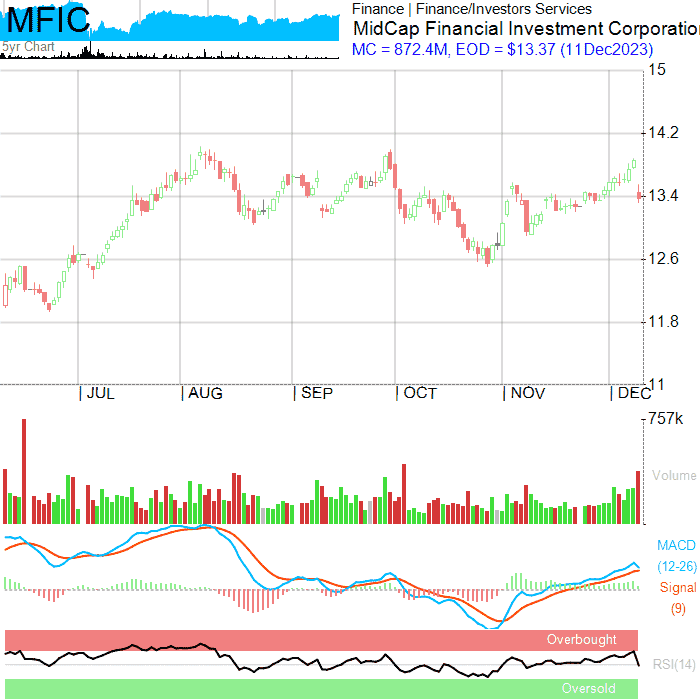 MFIC
5yr Chart
Finance | Finance/Investors Services
MidCap Financial Investment Corporation
MC = 872.4M, EOD = $13.37 (11Dec2023)
15
14.2
13.4
12.6
11.8
11
| JUL
| AUG
| SEP
| OCT
| NOV
| DEC
757k
Volume
MACD
(12-26)
Signal
(9)
Overbought
RSI(14)
Oversold